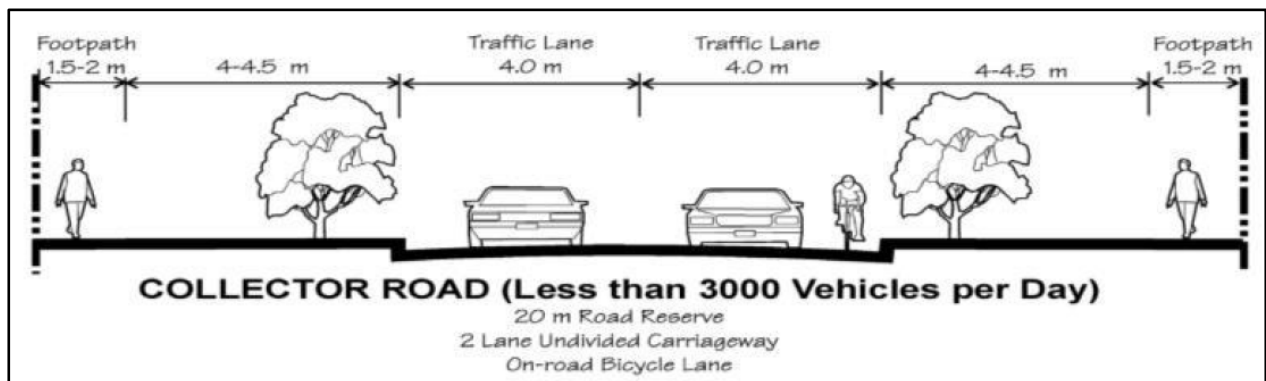 Footpath Traffic Lane Traffic Lane Footpath
1.5-2 m 4-4.5 m 4.0 m 4.0 m 4-4.5 m 1.5-2 m
COLLECTOR ROAD (Less than 3000 Vehicles per Day)
20 m Road Reserve
2 Lane Undivided Carriageway
On-road Bicycle Lane